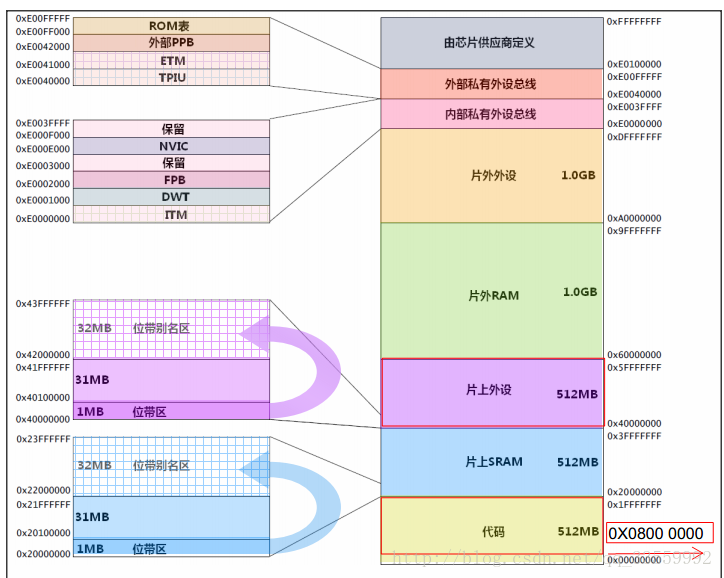 0xE00FFFFF
0xE00FF000
0xE0042000
0xE0041000
0xE0040000
ROM表
外部PPB
ETM
TPIU
0xE003FFFF
0xE000F000
0xE000E000
0xE0003000
0xE0002000
0xE0001000
0xE0000000
保留
NVIC
保留
FPB
DWT
ITM
0x43FFFFFF
32MB 位带别名区
0x42000000
0x41FFFFFF
31MB
0x40100000
1MB 位带区
0x40000000
0x23FFFFFF
32MB 位带别名区
0x22000000
0x21FFFFFF
31MB
0x20100000
1MB 位带区
0x20000000
由芯片供应商定义
外部私有外设总线
内部私有外设总线
片外外设 1.0GB
片外RAM 1.0GB
片上外设 512MB
片上SRAM 512MB
代码 512MB
0xFFFFFFFF
0xE0100000
0xE00FFFFF
0xE0040000
0xE003FFFF
0xE0000000
0xDFFFFFFF
0xA0000000
0x9FFFFFFF
0x60000000
0x5FFFFFFF
0x40000000
0x3FFFFFFF
0x20000000
0x1FFFFFFF
0X0800 0000
0x00000000